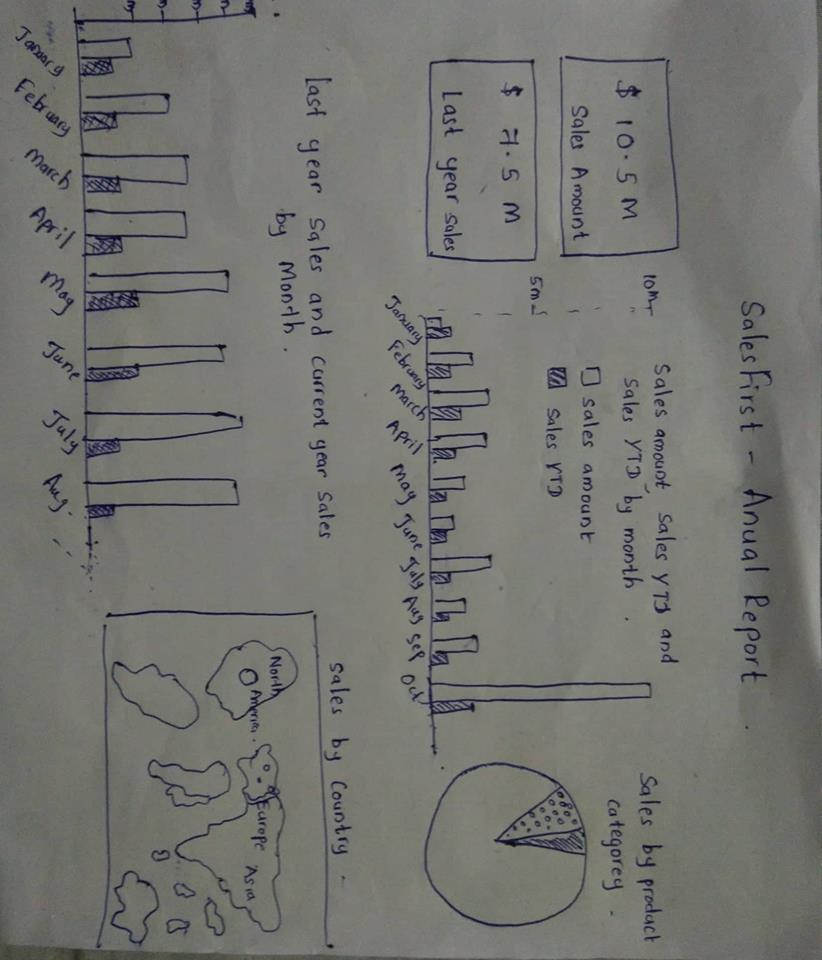 SalesFirst - Anual Report .
$ 10.5 M
Sales Amount
$ 7.5 M
Last year sales
10m
5m
Sales amount, Sales YTD and
Sales YTD by month .
sales amount
Sales YTD
January
February
March
April
May
June
July
Aug
Sep
Oct
Sales by product
categorey .
Last year Sales and current year Sales
by Month .
January
February
March
April
May
June
July
Aug.
Sales by Country -
North
America.
Europe
Asia